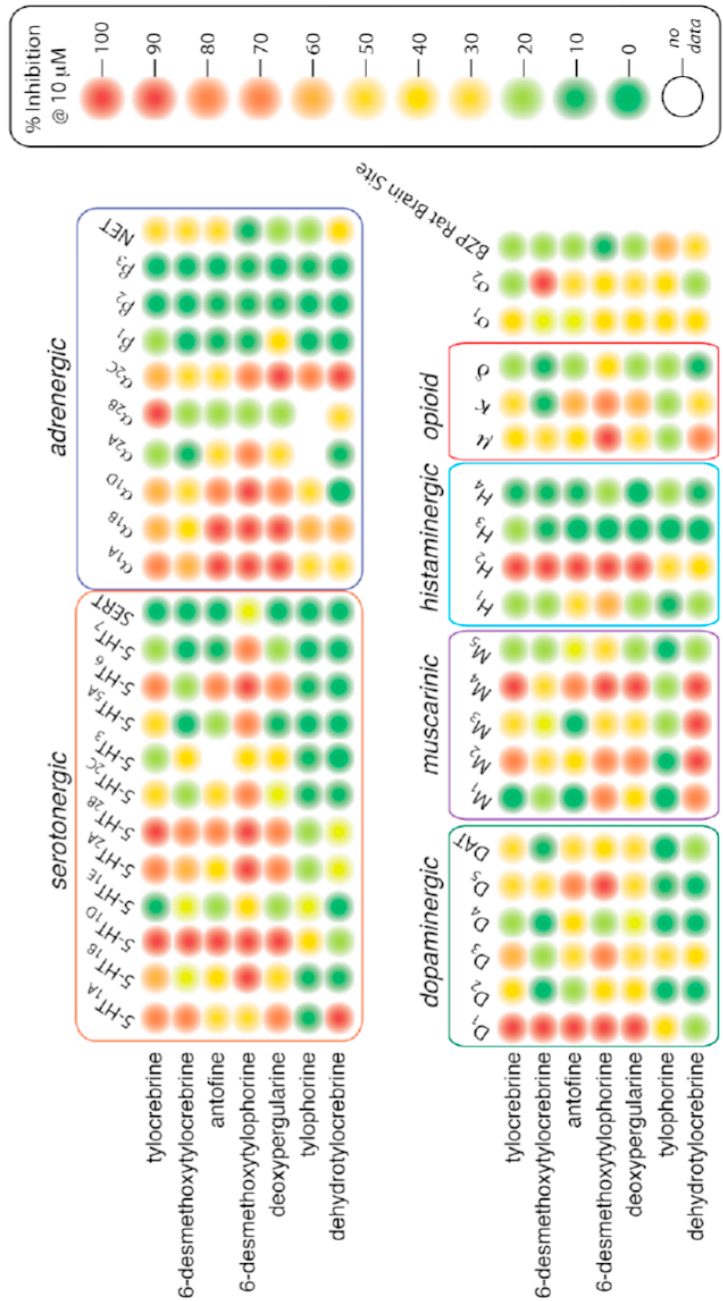 % Inhibition
@ 10 µM
100
90
80
70
60
50
40
30
20
10
0
no
data
serotonergic
adrenergic
5-HT1A
5-HT1B
5-HT1D
5-HT1E
5-HT2A
5-HT2B
5-HT2C
5-HT3
5-HT5A
5-HT6
5-HT7
SERT
α1A
α1B
α1D
α2A
α2B
α2C
β1
β2
β3
NET
tylocrebrine
6-desmethoxytylocrebrine
antofine
6-desmethoxytylophorine
deoxypergularine
tylophorine
dehydrotylocrebrine
dopaminergic
muscarinic
histaminergic
opioid
D1
D2
D3
D4
D5
DAT
M1
M2
M3
M4
M5
H1
H2
H3
H4
µ
κ
δ
σ1
σ2
BZP Rat Brain Site
tylocrebrine
6-desmethoxytylocrebrine
antofine
6-desmethoxytylophorine
deoxypergularine
tylophorine
dehydrotylocrebrine